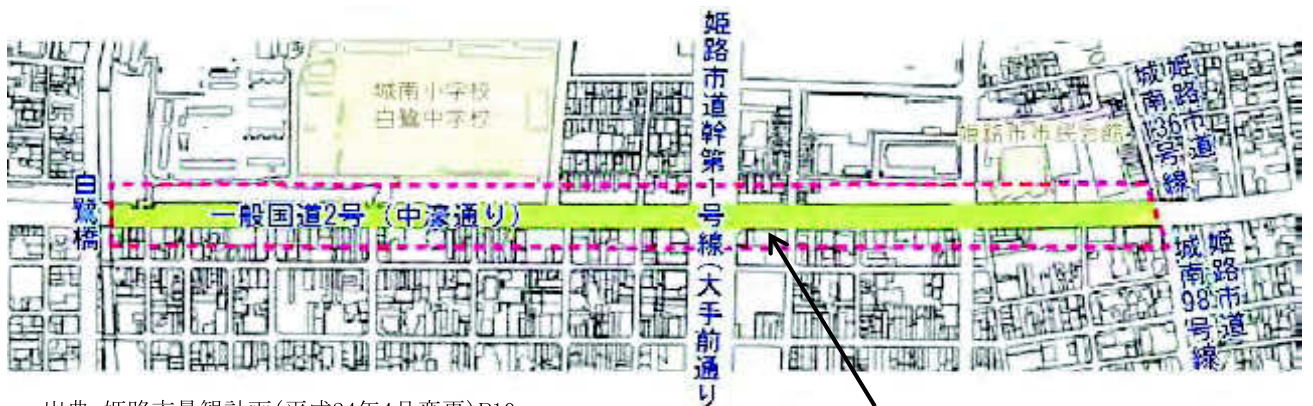 姫路市道幹第1号線(大手前通り)
城南小学校
白鷺中学校
姫路市市民会館
姫路市道
城南136号線
白鷺橋
一般国道2号 (中濠通り)
姫路市道
城南98号線